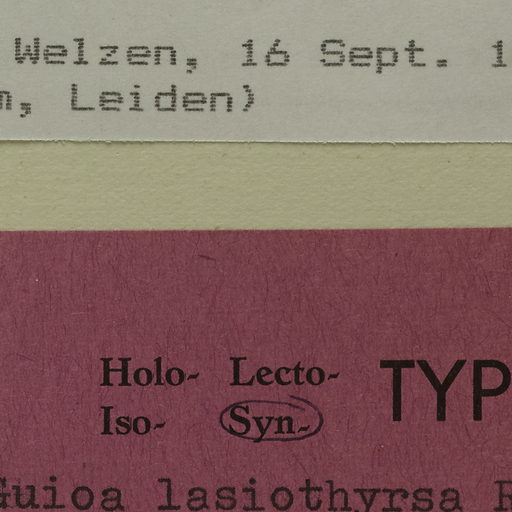 Welzen, 16 Sept. 1
m, Leiden)
Holo- Lecto- TYP
Iso- Syn-
Guioa lasiothyrsa R